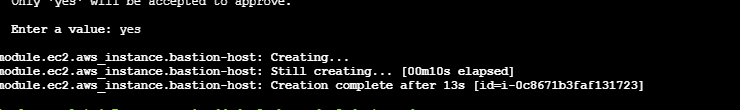 Only 'yes' will be accepted to approve.
Enter a value: yes
module.ec2.aws_instance.bastion-host: Creating...
module.ec2.aws_instance.bastion-host: Still creating... [00m10s elapsed]
module.ec2.aws_instance.bastion-host: Creation complete after 13s [id=i-0c8671b3faf131723]